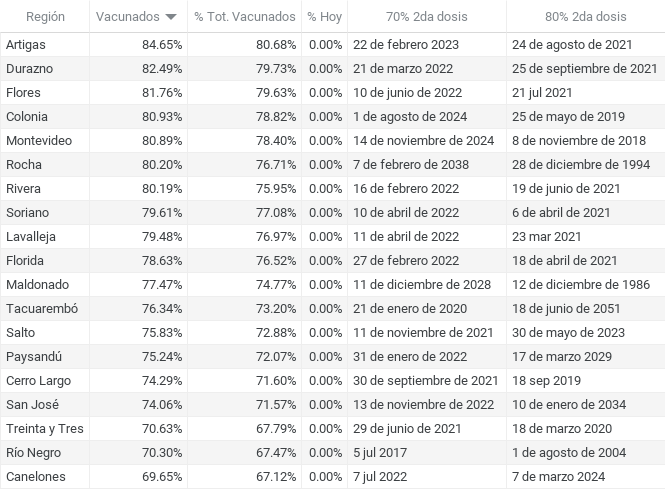 Región Vacunados % Tot. Vacunados % Hoy 70% 2da dosis 80% 2da dosis
Artigas 84.65% 80.68% 0.00% 22 de febrero 2023 24 de agosto de 2021
Durazno 82.49% 79.73% 0.00% 21 de marzo 2022 25 de septiembre de 2021
Flores 81.76% 79.63% 0.00% 10 de junio de 2022 21 jul 2021
Colonia 80.93% 78.82% 0.00% 1 de agosto de 2024 25 de mayo de 2019
Montevideo 80.89% 78.40% 0.00% 14 de noviembre de 2024 8 de noviembre de 2018
Rocha 80.20% 76.71% 0.00% 7 de febrero de 2038 28 de diciembre de 1994
Rivera 80.19% 75.95% 0.00% 16 de febrero 2022 19 de junio de 2021
Soriano 79.61% 77.08% 0.00% 10 de abril de 2022 6 de abril de 2021
Lavalleja 79.48% 76.97% 0.00% 11 de abril de 2022 23 mar 2021
Florida 78.63% 76.52% 0.00% 27 de febrero 2022 18 de abril de 2021
Maldonado 77.47% 74.77% 0.00% 11 de diciembre de 2028 12 de diciembre de 1986
Tacuarembó 76.34% 73.20% 0.00% 21 de enero de 2020 18 de junio de 2051
Salto 75.83% 72.88% 0.00% 11 de noviembre de 2021 30 de mayo de 2023
Paysandú 75.24% 72.07% 0.00% 31 de enero de 2022 17 de marzo 2029
Cerro Largo 74.29% 71.60% 0.00% 30 de septiembre de 2021 18 sep 2019
San José 74.06% 71.57% 0.00% 13 de noviembre de 2022 10 de enero de 2034
Treinta y Tres 70.63% 67.79% 0.00% 29 de junio de 2021 18 de marzo 2020
Río Negro 70.30% 67.47% 0.00% 5 jul 2017 1 de agosto de 2004
Canelones 69.65% 67.12% 0.00% 7 jul 2022 7 de marzo 2024